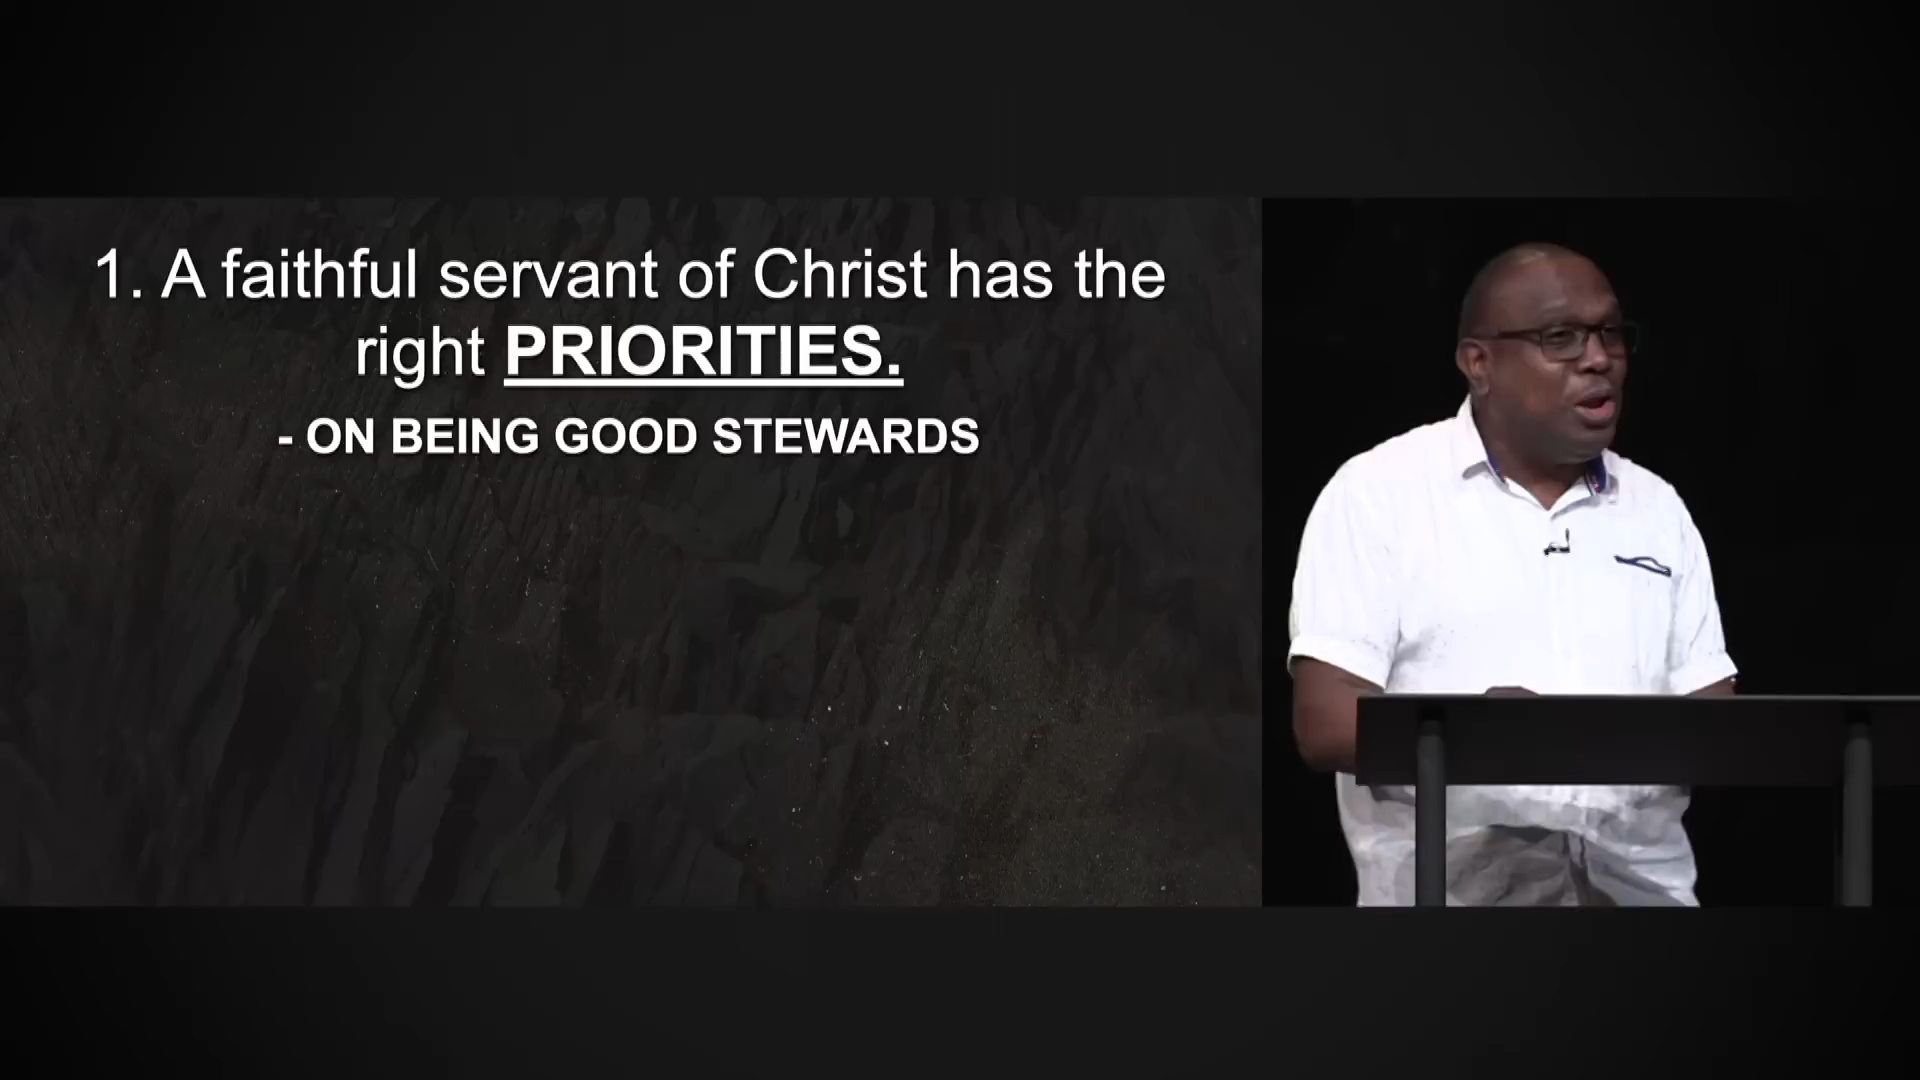 1. A faithful servant of Christ has the
right PRIORITIES.
- ON BEING GOOD STEWARDS